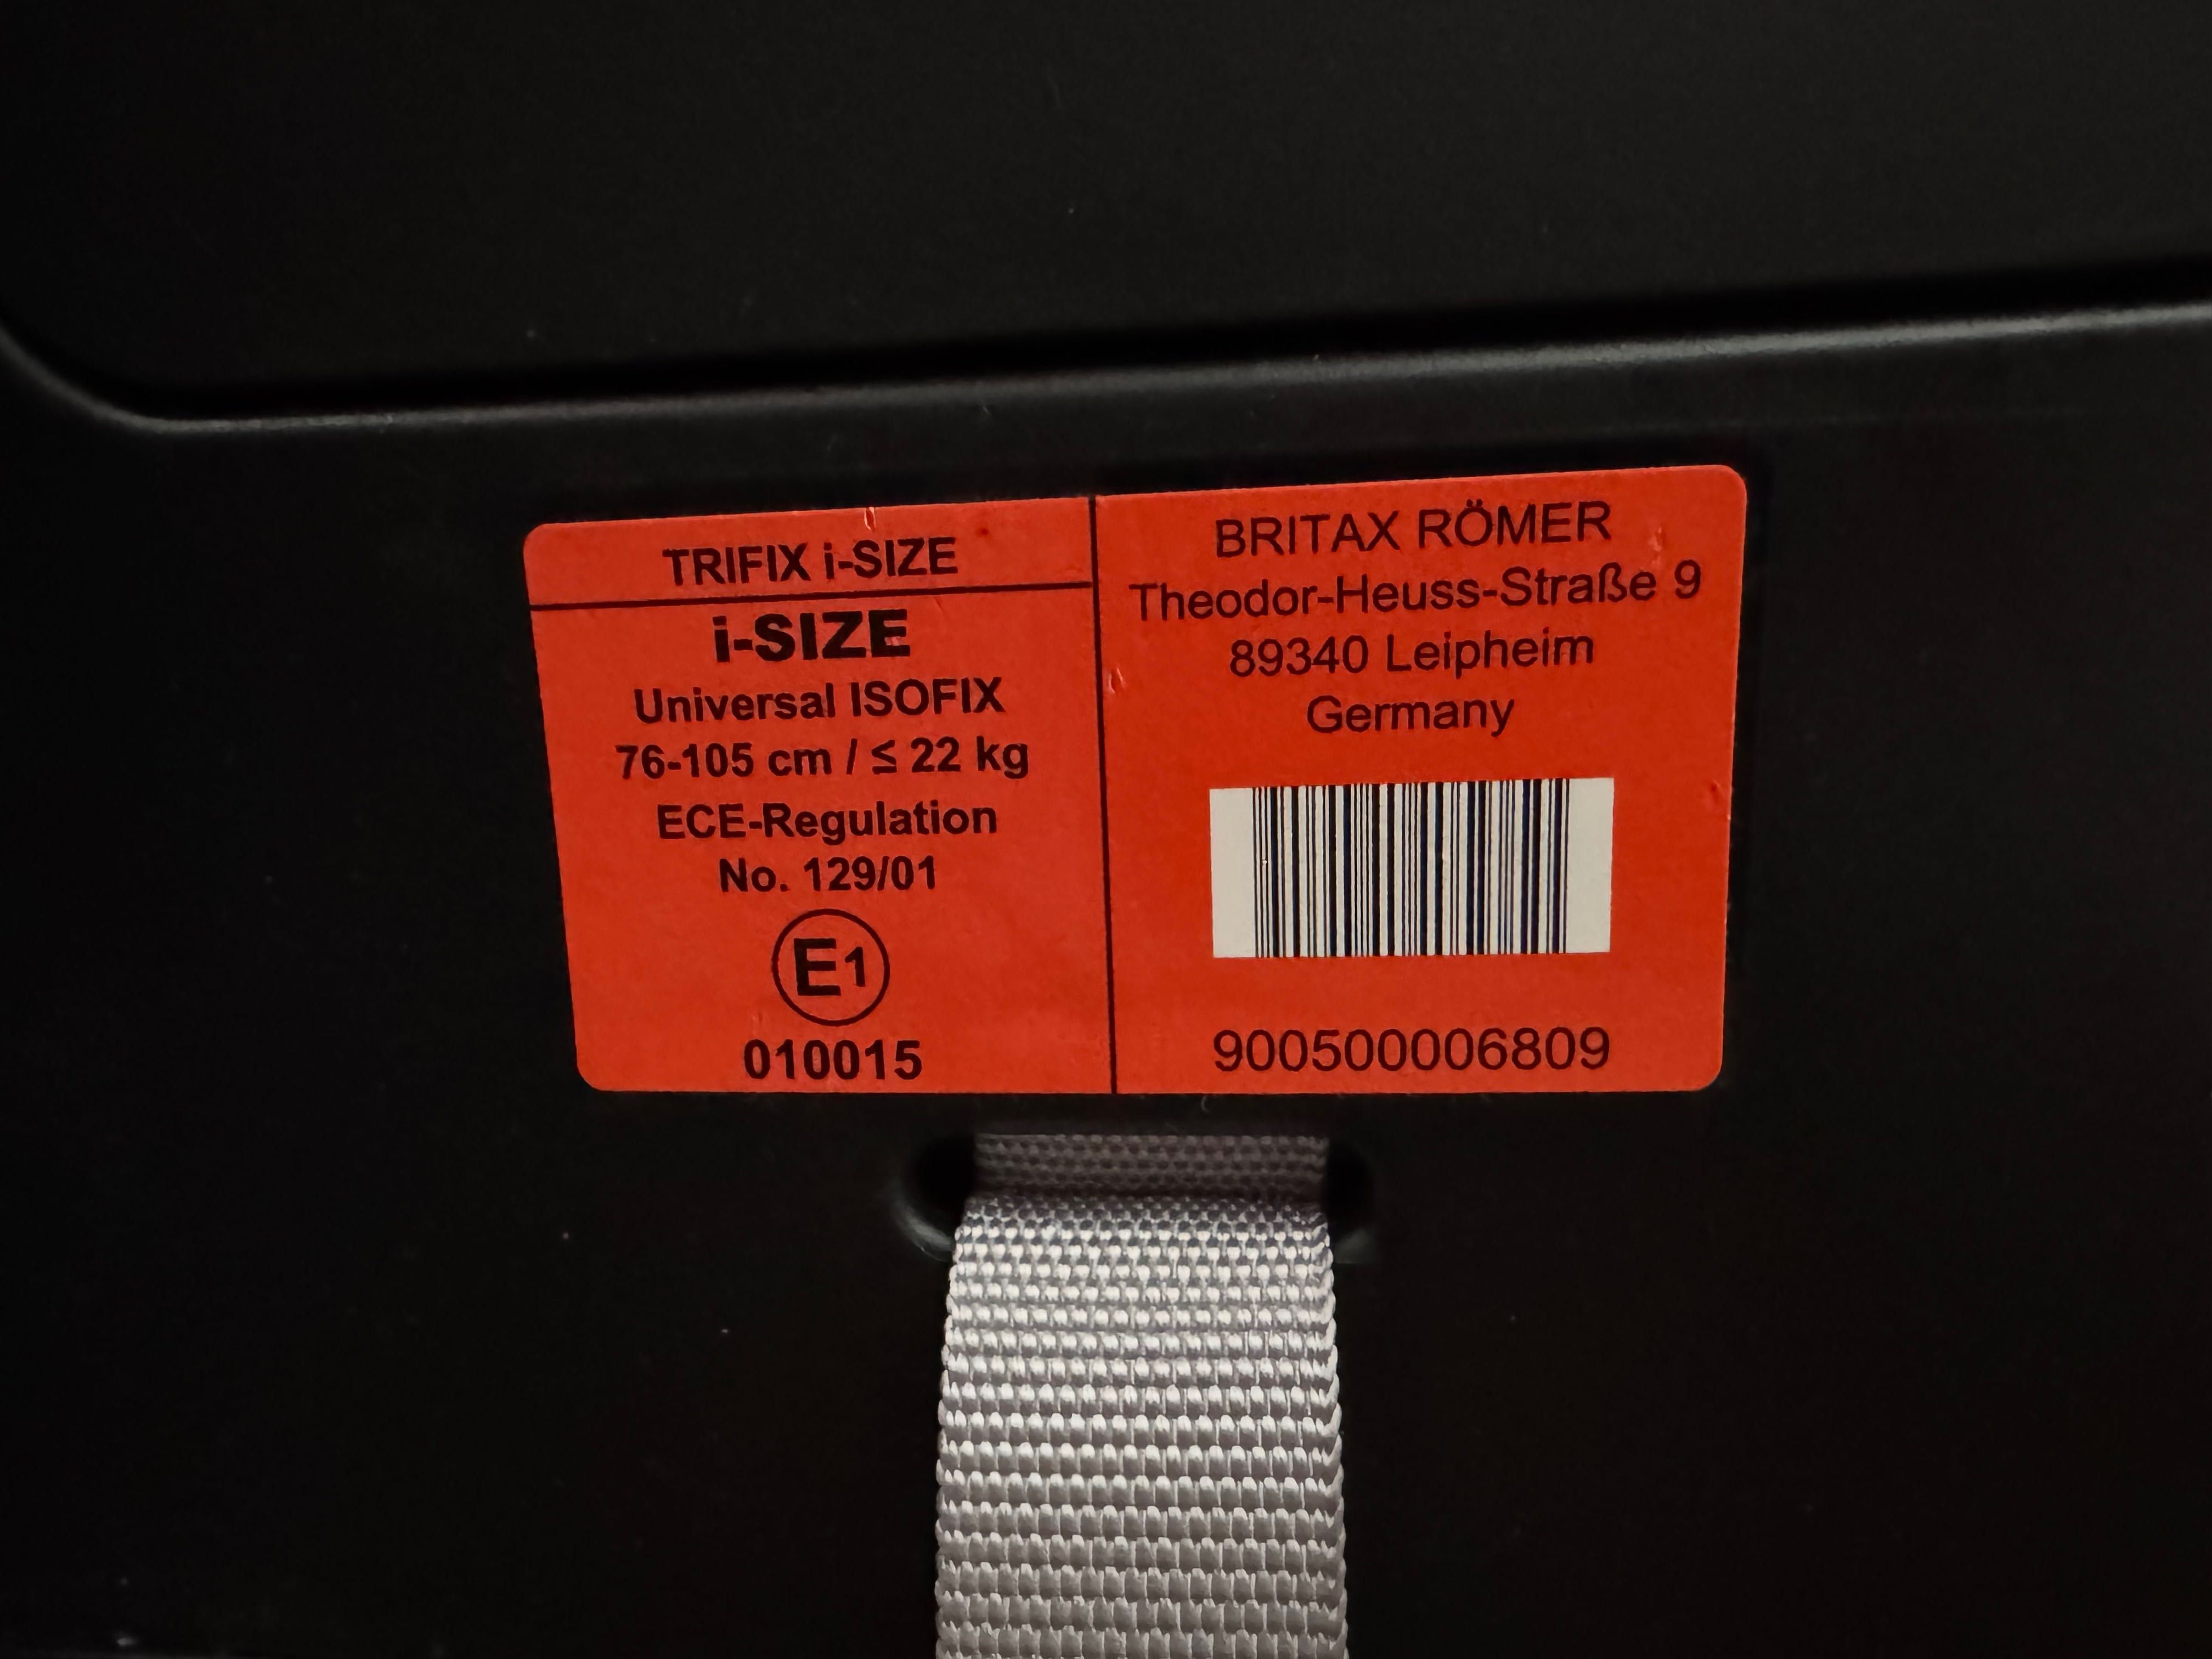 TRIFIX i-SIZE
i-SIZE
Universal ISOFIX
76-105 cm / ≤ 22 kg
ECE-Regulation
No. 129/01
E1
010015
BRITAX RÖMER
Theodor-Heuss-Straße 9
89340 Leipheim
Germany
900500006809